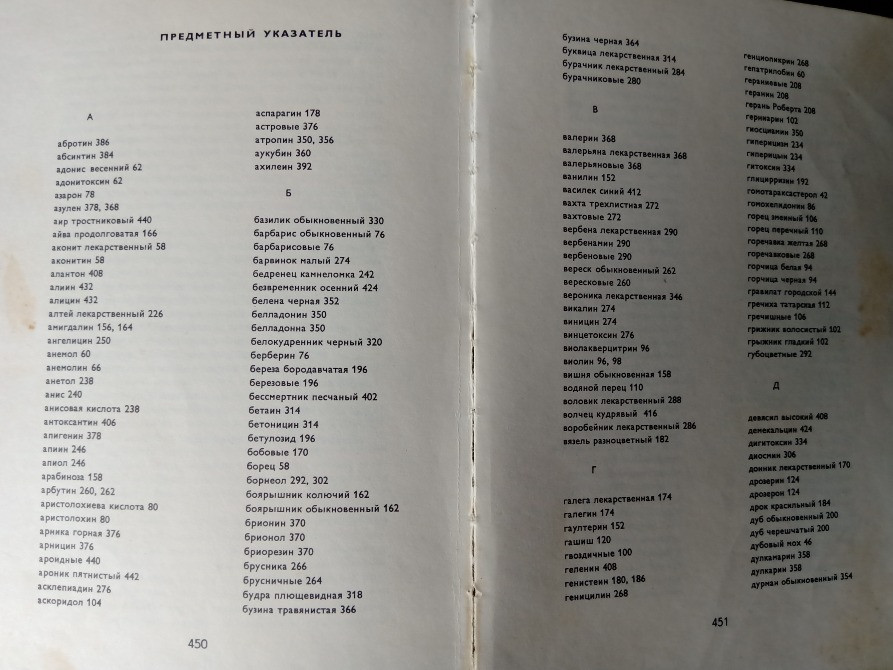 ПРЕДМЕТНЫЙ УКАЗАТЕЛЬ
А
абротин 386
абсинтин 384
адонис весенний 62
адонитоксин 62
азарон 78
азулен 378, 368
аир тростниковый 440
айва продолговатая 166
аконит лекарственный 58
аконитин 58
алантон 408
алиин 432
алицин 432
алтей лекарственный 226
амигдалин 156, 164
ангелицин 250
анемол 60
анемолин 66
анетол 238
анис 240
анисовая кислота 238
антоксантин 406
апигенин 378
апиин 246
апиол 246
арабиноза 158
арбутин 260, 262
аристолохиева кислота 80
аристолохин 80
арника горная 376
арницин 376
ароидные 440
ароник пятнистый 442
асклепиадин 276
аскоридол 104
аспарагин 178
астровые 376
атропин 350, 356
аукубин 360
ахилеин 392
Б
базилик обыкновенный 330
барбарис обыкновенный 76
барбарисовые 76
барвинок малый 274
бедренец камнеломка 242
безвременник осенний 424
белена черная 352
белладонин 350
белладонна 350
белокудренник черный 320
берберин 76
береза бородавчатая 196
березовые 196
бессмертник песчаный 402
бетаин 314
бетоницин 314
бетулозид 196
бобовые 170
борец 58
борнеол 292, 302
боярышник колючий 162
боярышник обыкновенный 162
брионин 370
брионол 370
бриорезин 370
брусника 266
брусничные 264
будра плющевидная 318
бузина травянистая 366
450
бузина черная 364
буквица лекарственная 314
бурачник лекарственный 284
бурачниковые 280
В
валерин 368
валерьяна лекарственная 368
валерьяновые 368
ванилин 152
василек синий 412
вахта трехлистная 272
вахтовые 272
вербена лекарственная 290
вербенамин 290
вербеновые 290
вереск обыкновенный 262
вересковые 260
вероника лекарственная 346
викалин 274
виницин 274
винцетоксин 276
виолакверцитрин 96
виолин 96, 98
вишня обыкновенная 158
водяной перец 110
воловик лекарственный 288
волчец кудрявый 416
воробейник лекарственный 286
вязель разноцветный 182
Г
галега лекарственная 174
галегин 174
гаултерин 152
гашиш 120
гвоздичные 100
геленин 408
генистеин 180, 186
геницилин 268
генциопикрин 268
гепатрилобин 60
гераниевые 208
геранин 208
герань Роберта 208
герниарин 102
гиосциамин 350
гиперицин 234
гиперицын 234
гитоксин 334
глицирризин 192
гомотараксастерол 42
гомохелидонин 86
горец змеиный 106
горец перечный 110
горечавка желтая 268
горечавковые 268
горчица белая 94
горчица черная 94
гравилат городской 144
гречиха татарская 112
гречишные 106
грыжник волосистый 102
грыжник гладкий 102
губоцветные 292
Д
девясил высокий 408
демекальцин 424
дигитоксин 334
диосмин 306
донник лекарственный 170
дрозерин 124
дрозерон 124
дрок красильный 184
дуб обыкновенный 200
дуб черешчатый 200
дубовый мох 46
дулкамарин 358
дулкарин 358
дурман обыкновенный 354
451